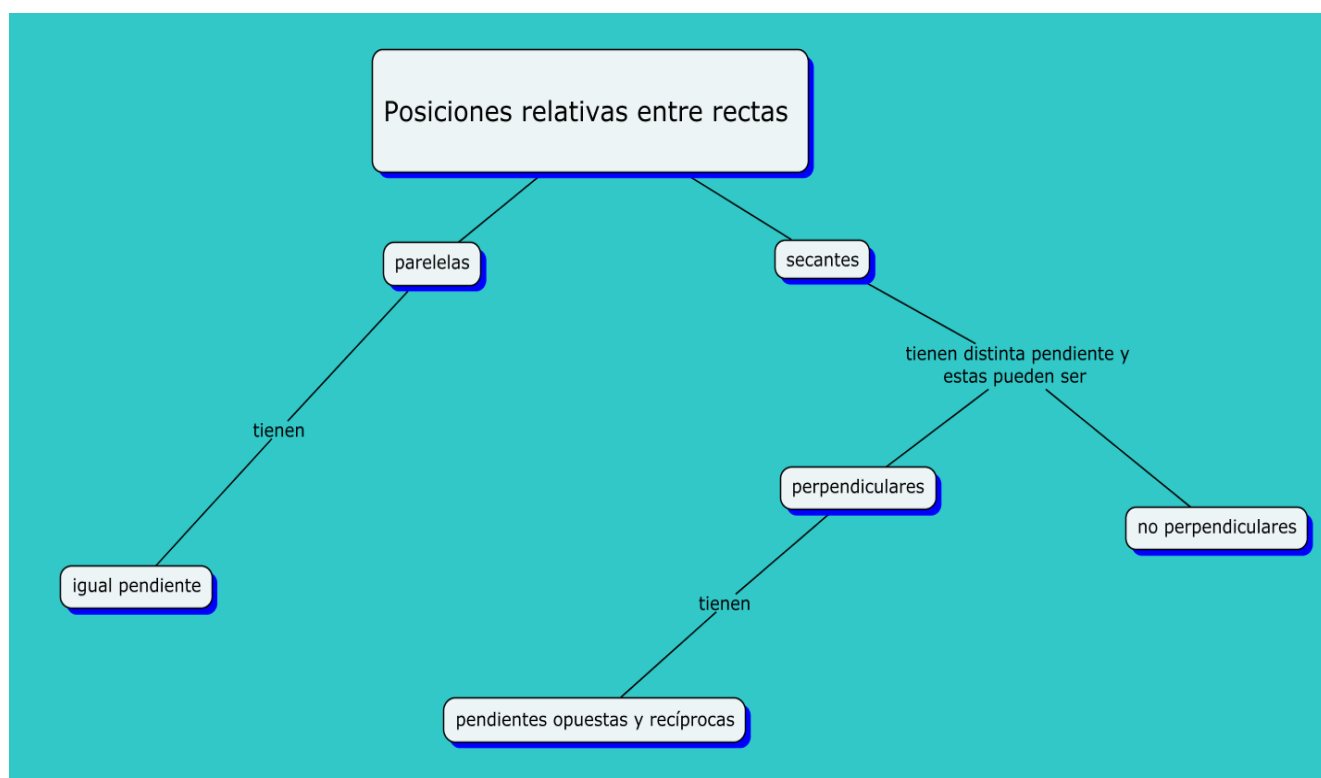 Posiciones relativas entre rectas
parelelas
secantes
tienen distinta pendiente y
estas pueden ser
tienen
perpendiculares
no perpendiculares
igual pendiente
tienen
pendientes opuestas y recíprocas